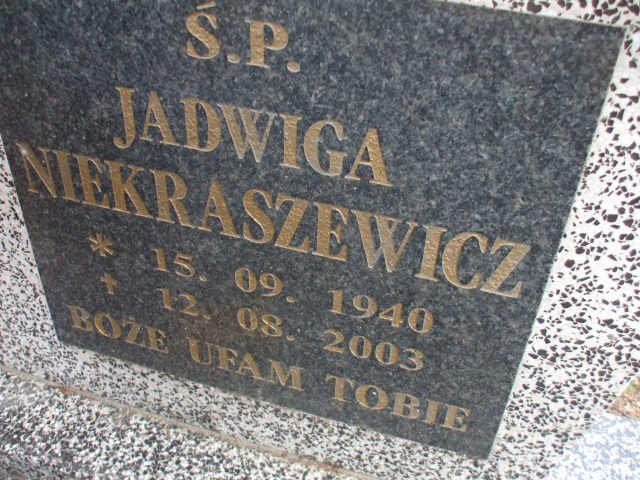 Ś.P.
JADWIGA
NIEKRASZEWICZ
* 15. 09. 1940
† 12. 08. 2003
BOŻE UFAM TOBIE